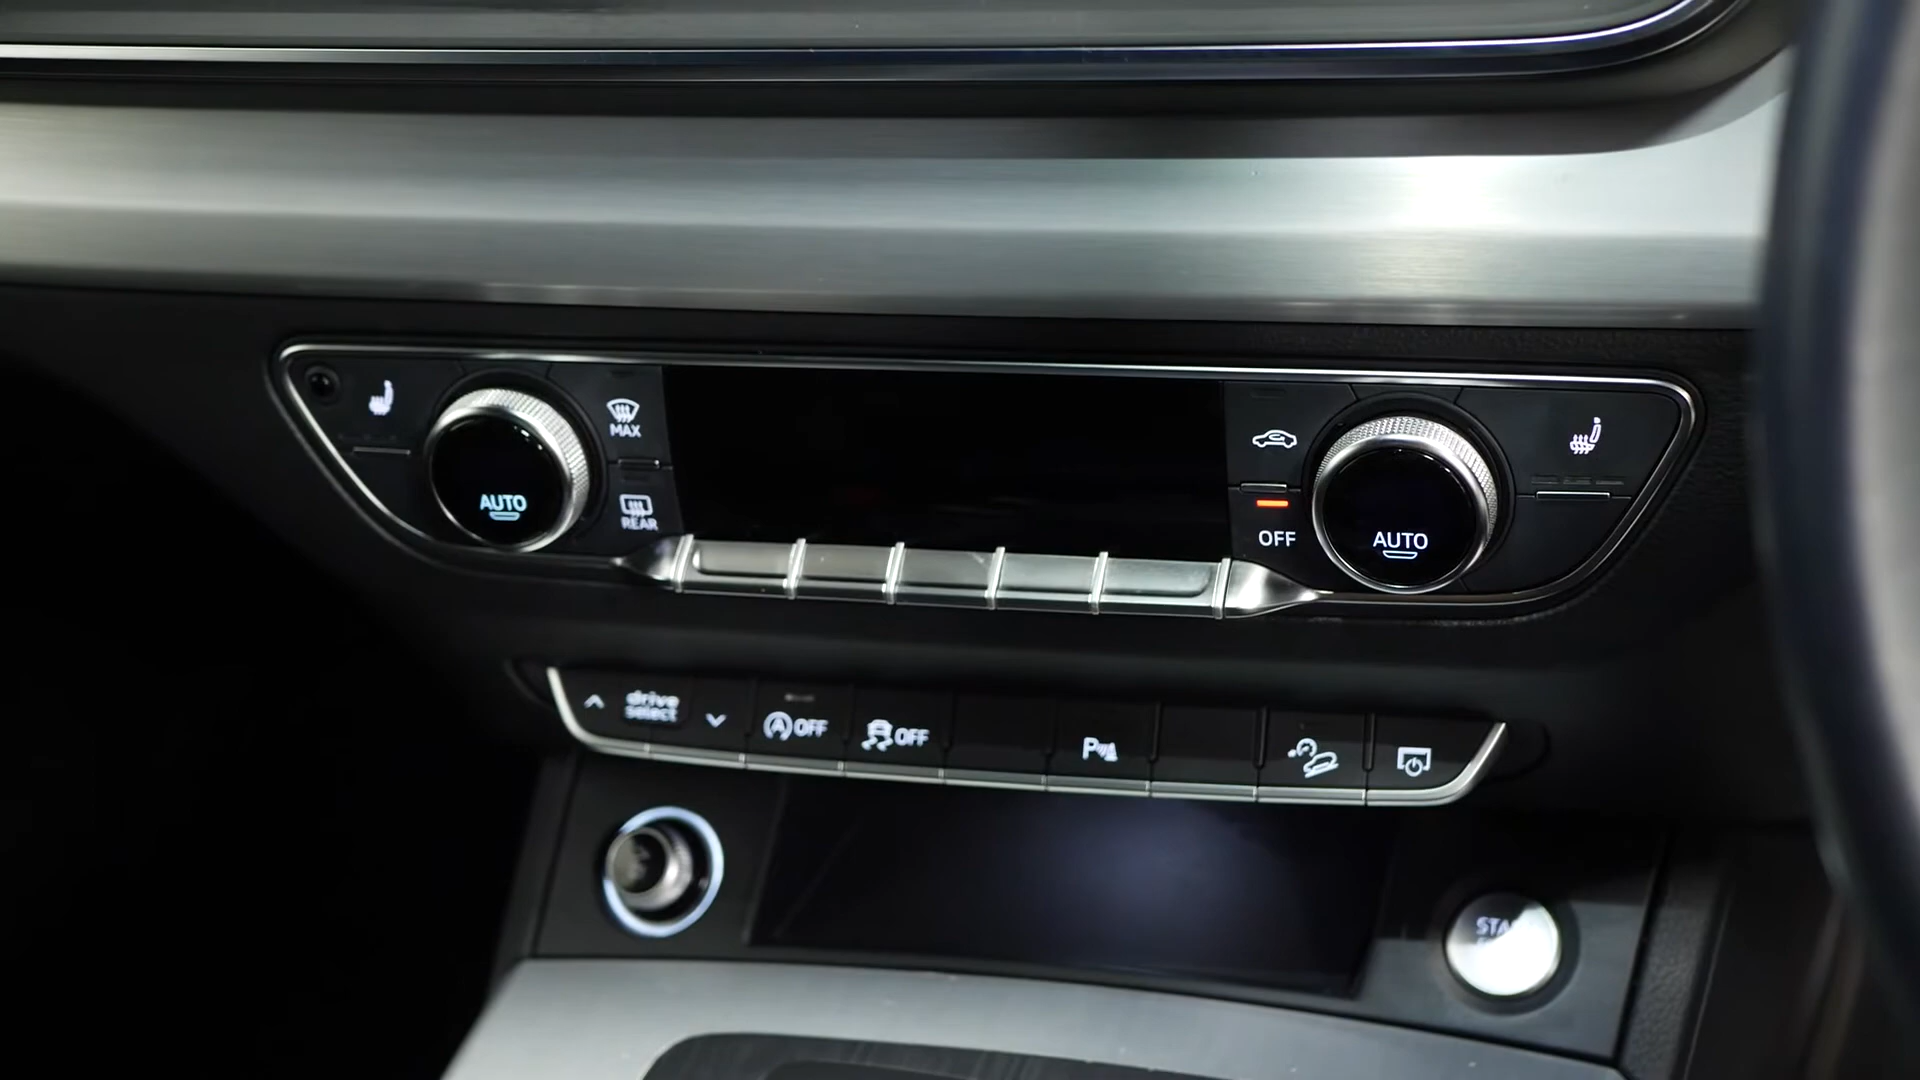 MAX
AUTO
REAR
OFF
AUTO
drive
select
OFF
OFF
P